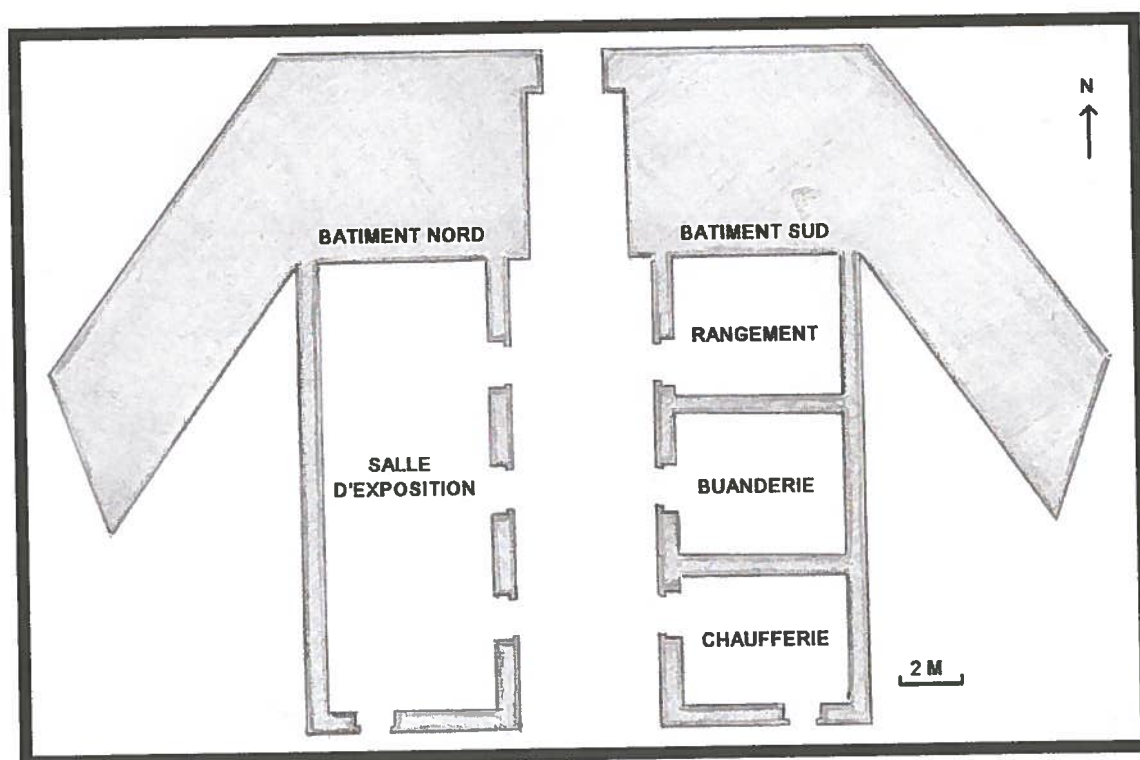 N
BATIMENT NORD
BATIMENT SUD
RANGEMENT
SALLE
D'EXPOSITION
BUANDERIE
CHAUFFERIE
2 M